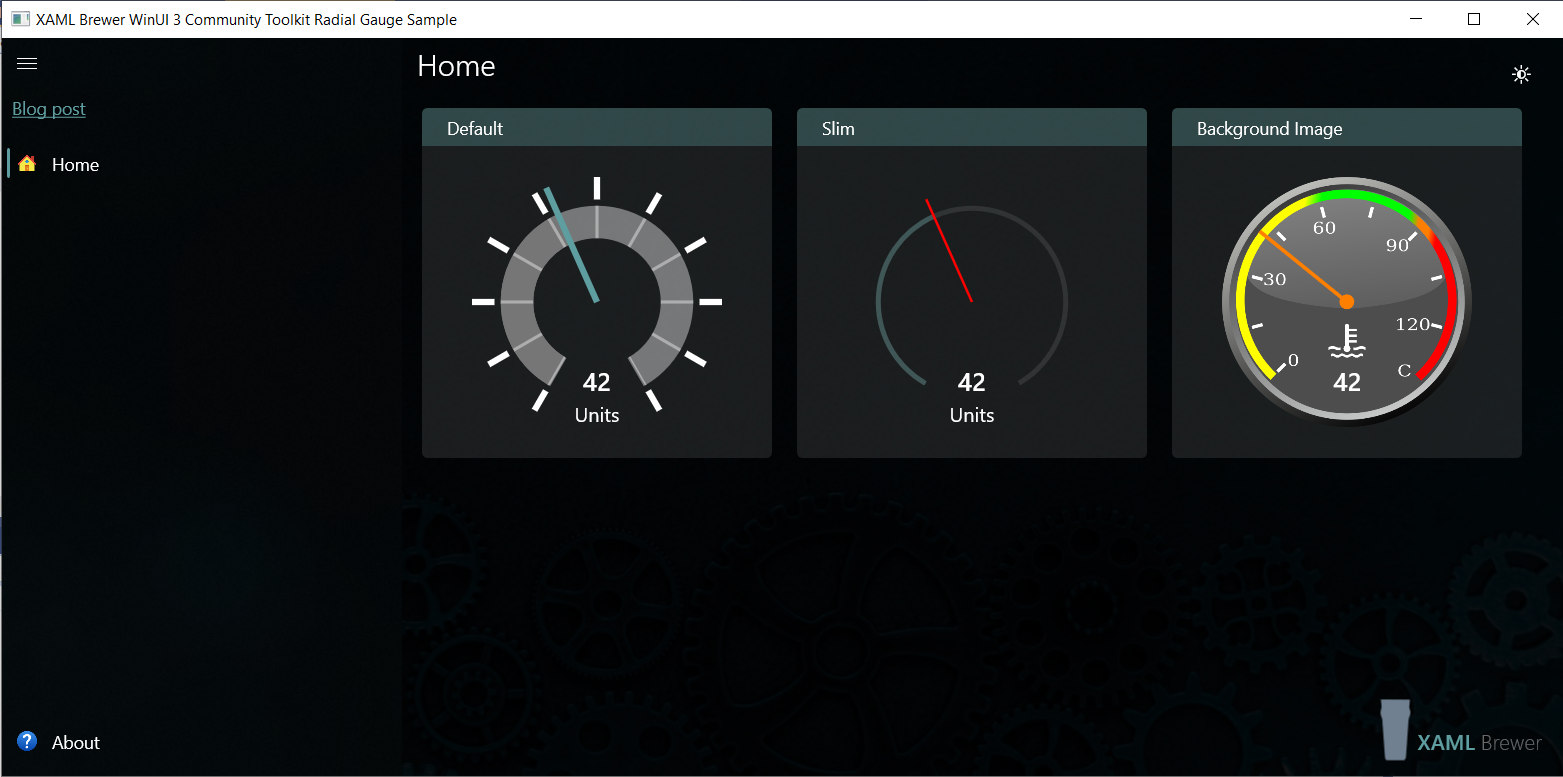 XAML Brewer WinUI 3 Community Toolkit Radial Gauge Sample
Home
Blog post
Home
Default
42
Units
Slim
42
Units
Background Image
60
90
30
120
0
C
42
?
About
XAML Brewer